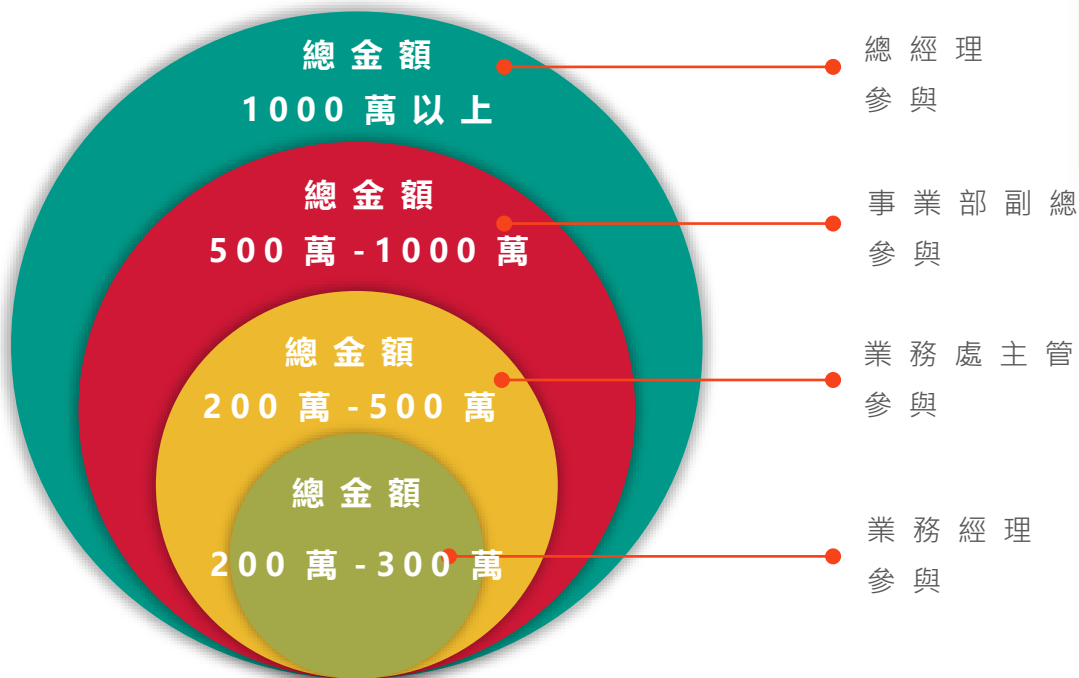 總金額
1000 萬以上
總經理
參與
總金額
500 萬-1000 萬
事業部副總
參與
總金額
200 萬-500 萬
業務處主管
參與
總金額
200 萬-300 萬
業務經理
參與